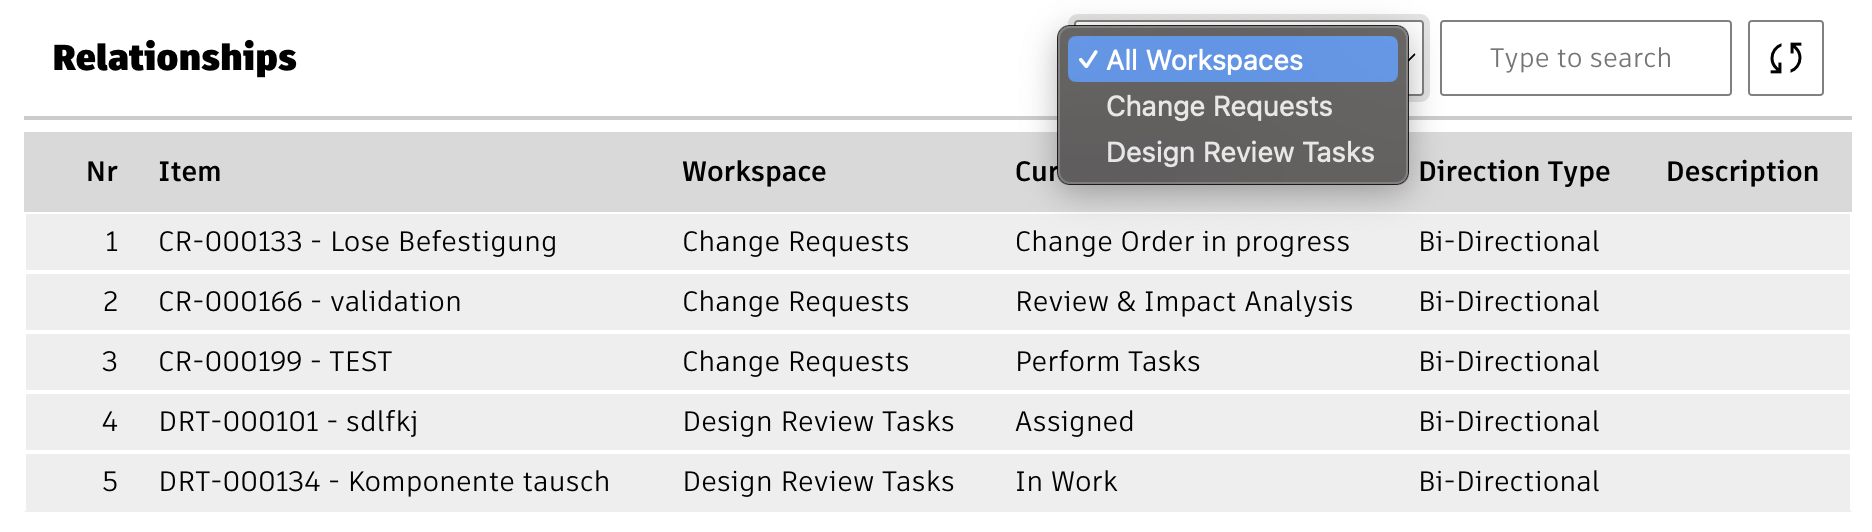 Relationships
✓ All Workspaces
Change Requests
Design Review Tasks
Type to search
Nr Item Workspace Cur Direction Type Description
1 CR-000133 - Lose Befestigung Change Requests Change Order in progress Bi-Directional
2 CR-000166 - validation Change Requests Review & Impact Analysis Bi-Directional
3 CR-000199 - TEST Change Requests Perform Tasks Bi-Directional
4 DRT-000101 - sdlfkj Design Review Tasks Assigned Bi-Directional
5 DRT-000134 - Komponente tausch Design Review Tasks In Work Bi-Directional